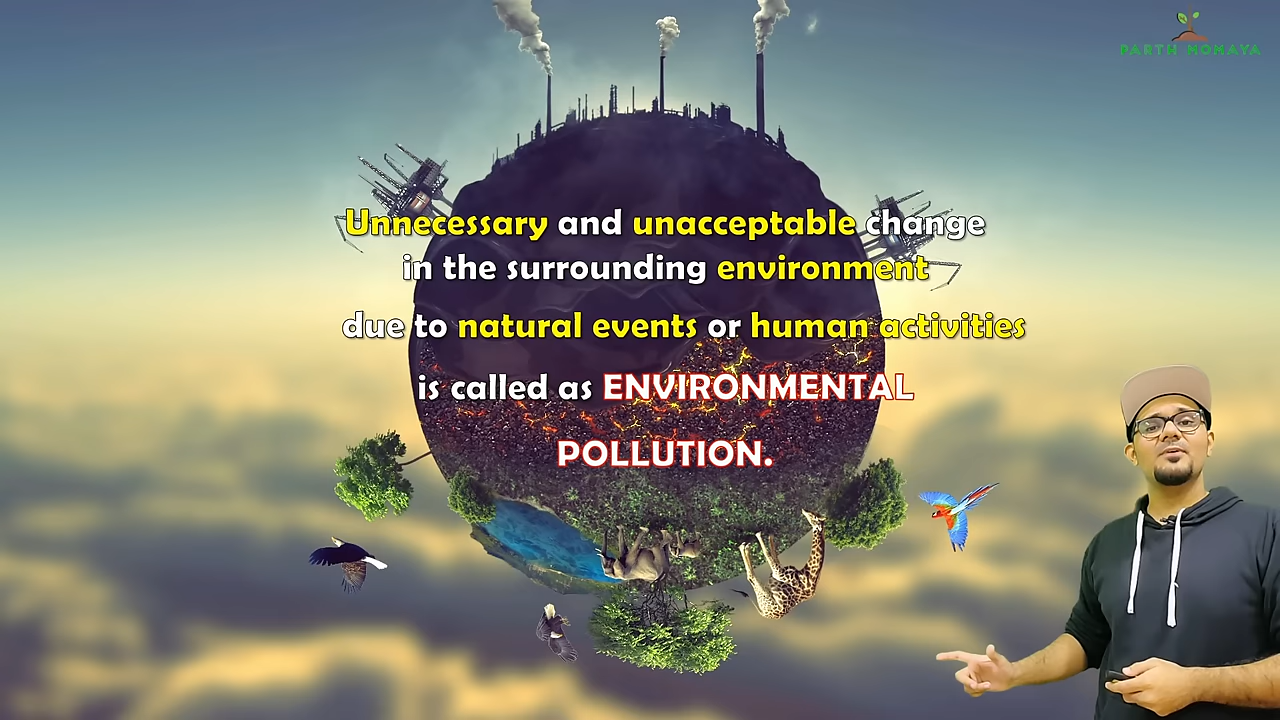 PARTH MOMAYA
Unnecessary and unacceptable change
in the surrounding environment
due to natural events or human activities
is called as ENVIRONMENTAL
POLLUTION.